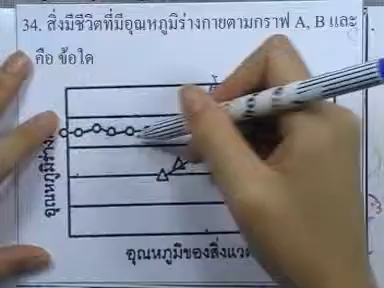 34. สิ่งมีชีวิตที่มีอุณหภูมิร่างกายตามกราฟ A, B และ
คือ ข้อใด
อุณหภูมิร่าง
อุณหภูมิของสิ่งแวด